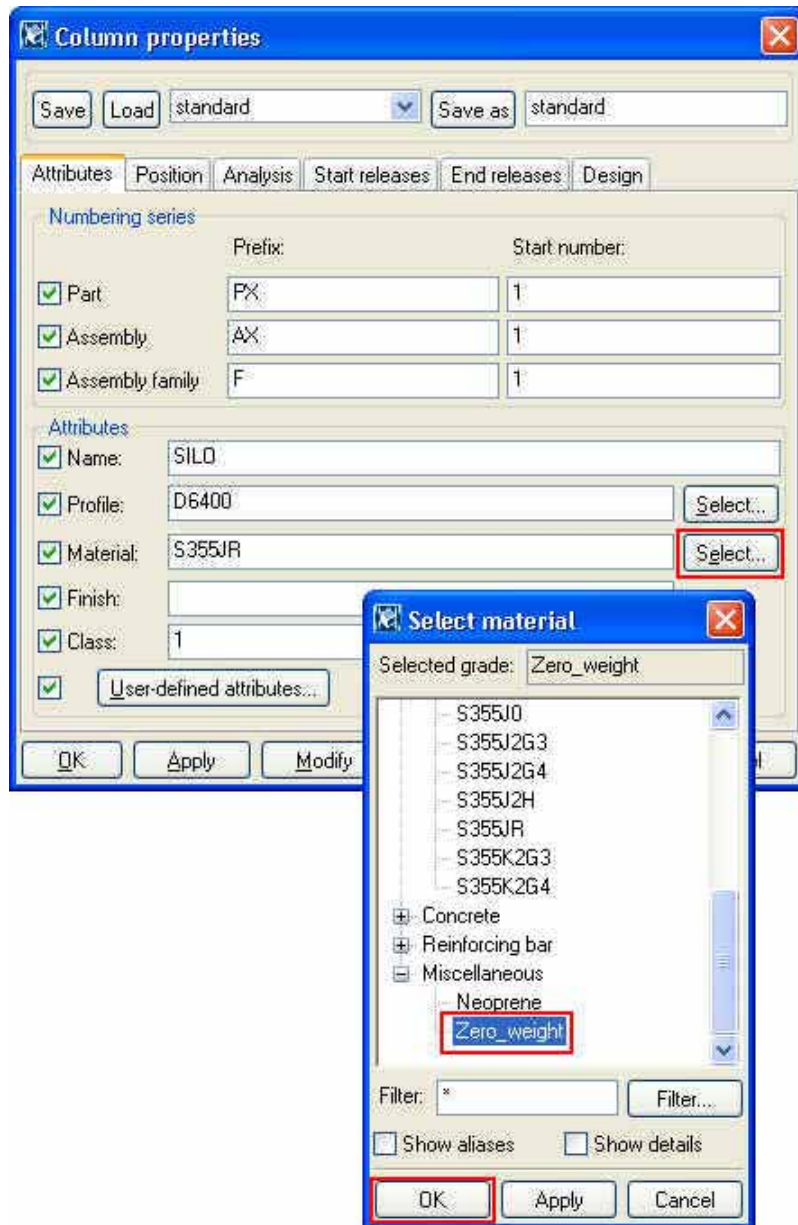 Column properties
Save Load standard Save as standard
Attributes Position Analysis Start releases End releases Design
Numbering series
Prefix: Start number:
Part PX 1
Assembly AX 1
Assembly family F 1
Attributes
Name: SILO
Profile: D6400 Select...
Material: S355JR Select...
Finish:
Class: 1
User-defined attributes...
OK Apply Modify
Select material
Selected grade: Zero_weight
S355J0
S355J2G3
S355J2G4
S355J2H
S355JR
S355K2G3
S355K2G4
Concrete
Reinforcing bar
Miscellaneous
Neoprene
Zero_weight
Filter: * Filter...
Show aliases Show details
OK Apply Cancel